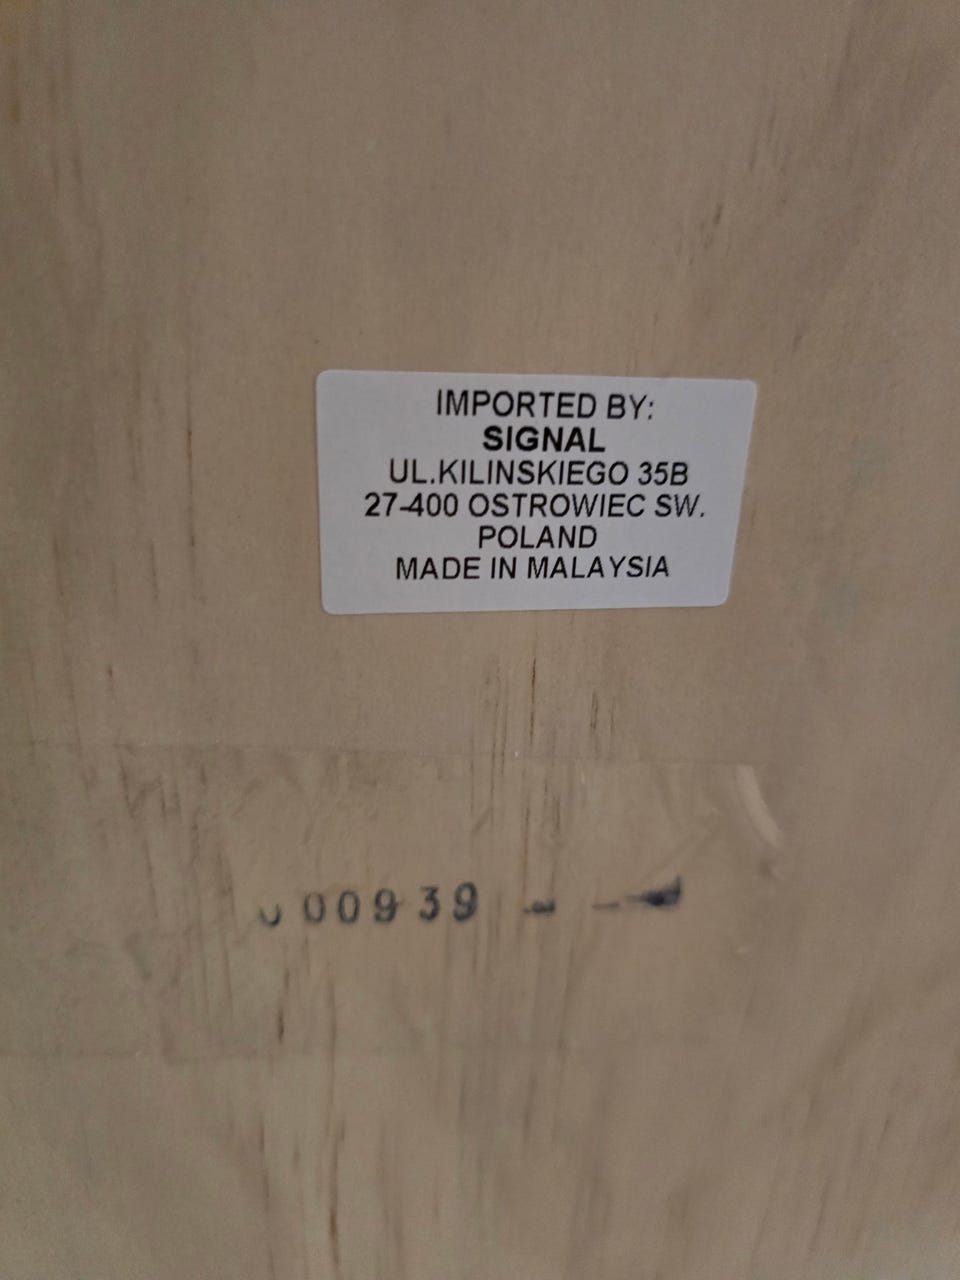 IMPORTED BY:
SIGNAL
UL.KILINSKIEGO 35B
27-400 OSTROWIEC SW.
POLAND
MADE IN MALAYSIA
00939